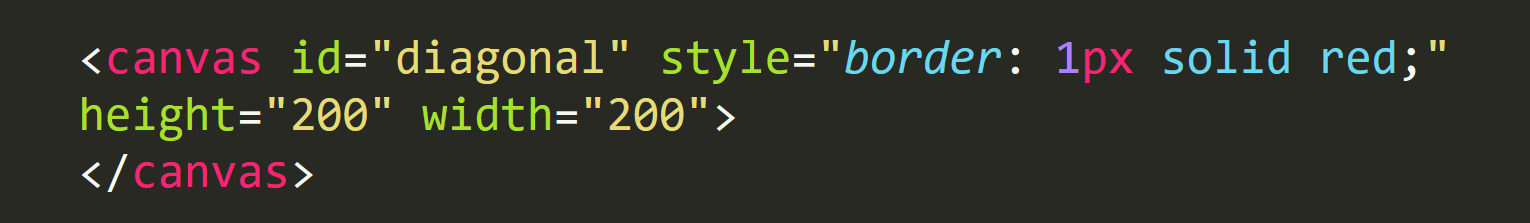 <canvas id="diagonal" style="border: 1px solid red;"
height="200" width="200">
</canvas>